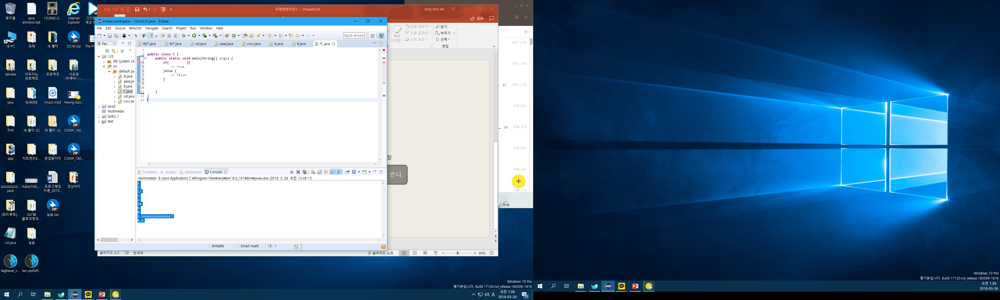 휴지통
epos emotion.tpk
15U560-G...
Internet Explorer
내 PC
과제
새 폴더
DCIM.zip
The.Pr
labview
아두이노 프로젝트
프로젝트
서은광 (비투비) -...
java
BU9006
music.mp3
Heung-boo...
자바
새 폴더 (2)
새 폴더 (3)
COMP_180...
app
치트엔진6....
창업동아리
COMP_180...
zzzzzzzzzz... pack
KakaoTalk_...
프로그래밍 어론_2015...
영상처리
[프리루트]...
347회 불후의명곡...
실습.zip
col.java
실습
tagheuer_c...
iwc-portofi...
자동 저장
프레젠테이션1 - PowerPoint
sang woo lee
공유
빠른 스타일
도형 채우기
도형 윤곽선
도형 효과
찾기
바꾸기
선택
편집
쓴다.
슬라이드 2/2
한국어
슬라이드 노트
89%
eclipse-workspace - 123/src/C.java - Eclipse
File Edit Source Refactor Navigate Search Project Run Window Help
Quick Access
Pac...
tt07.java t07.java cal.java aaaa.java cvcv.java A.java B.java *C.java
123
JRE System Lib
src
(default pa
A.java
aaaa.jav
B.java
C.java
cal.java
cvcv.jav
java2
Multmedia
task2_1
test
1
2 public class C {
3 public static void main(String[] args) {
4 if( ){
5 // true
6 }else {
7 // false
8 }
9
10
11 }
12 }
13
Problems Javadoc Declaration Console
<terminated> B [Java Application] C:₩Program Files₩Java₩jre1.8.0_161₩bin₩javaw.exe (2018. 3. 26. 오전 12:49:17)
1
3
13
3
2
10
0
0
1.6666666666666667
0.0
Writable Smart Insert 13 : 1
오전 12:09
오후 11:44
17 오후 11:23
오후 9:47
16 오후 9:13
오후 8:42
오후 4:04
오후 2:16
Kurly
Windows 10 Pro
평가본입니다. Build 17120.rs4_release.180309-1616
A
오전 1:39
2018-03-26
11
Windows 10 Pro
평가본입니다. Build 17120.rs4_release.180309-1616
오전 1:39
2018-03-26